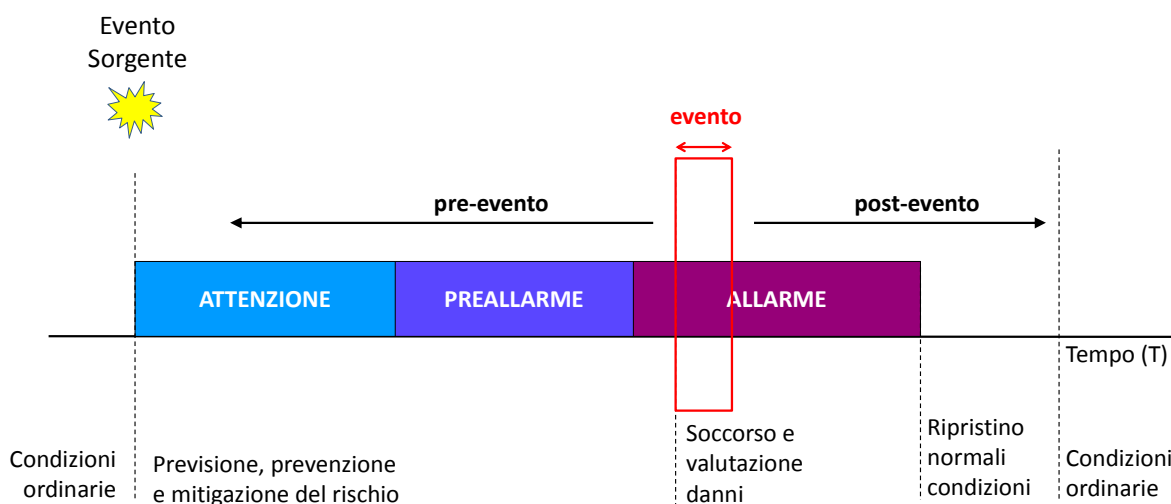 Evento
Sorgente
evento
pre-evento
post-evento
ATTENZIONE
PREALLARME
ALLARME
Tempo (T)
Condizioni
ordinarie
Previsione, prevenzione
e mitigazione del rischio
Soccorso e
valutazione
danni
Ripristino
normali
condizioni
Condizioni
ordinarie